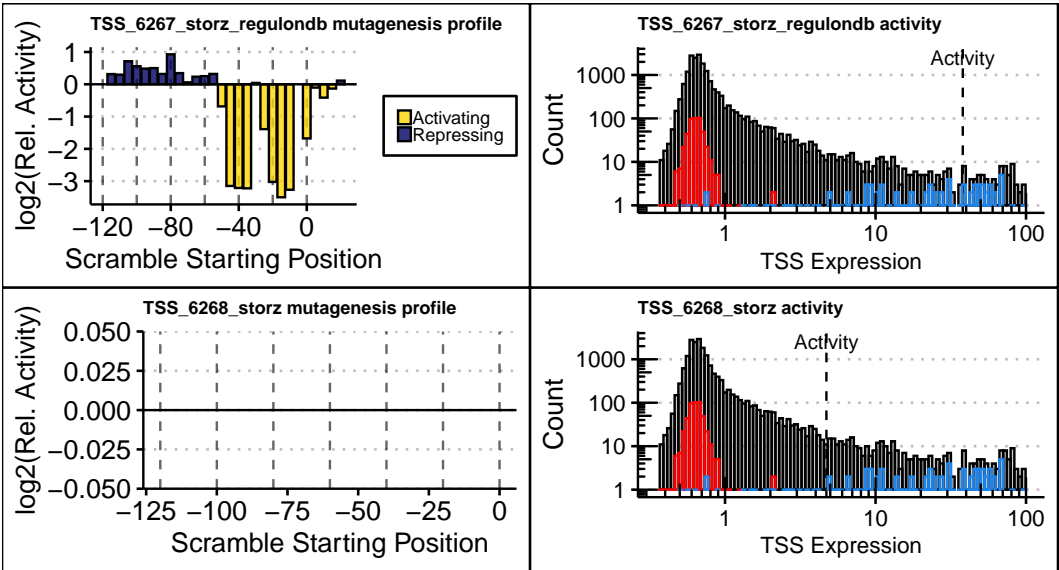 TSS_6267_storz_regulondb mutagenesis profile
log2(Rel. Activity)
1
0
−1
−2
−3
−120
−80
−40
0
Scramble Starting Position
Activating
Repressing
TSS_6267_storz_regulondb activity
Activity
Count
1000
100
10
1
1
10
100
TSS Expression
TSS_6268_storz mutagenesis profile
log2(Rel. Activity)
0.050
0.025
0.000
−0.025
−0.050
−125
−100
−75
−50
−25
0
Scramble Starting Position
TSS_6268_storz activity
Activity
Count
1000
100
10
1
1
10
100
TSS Expression